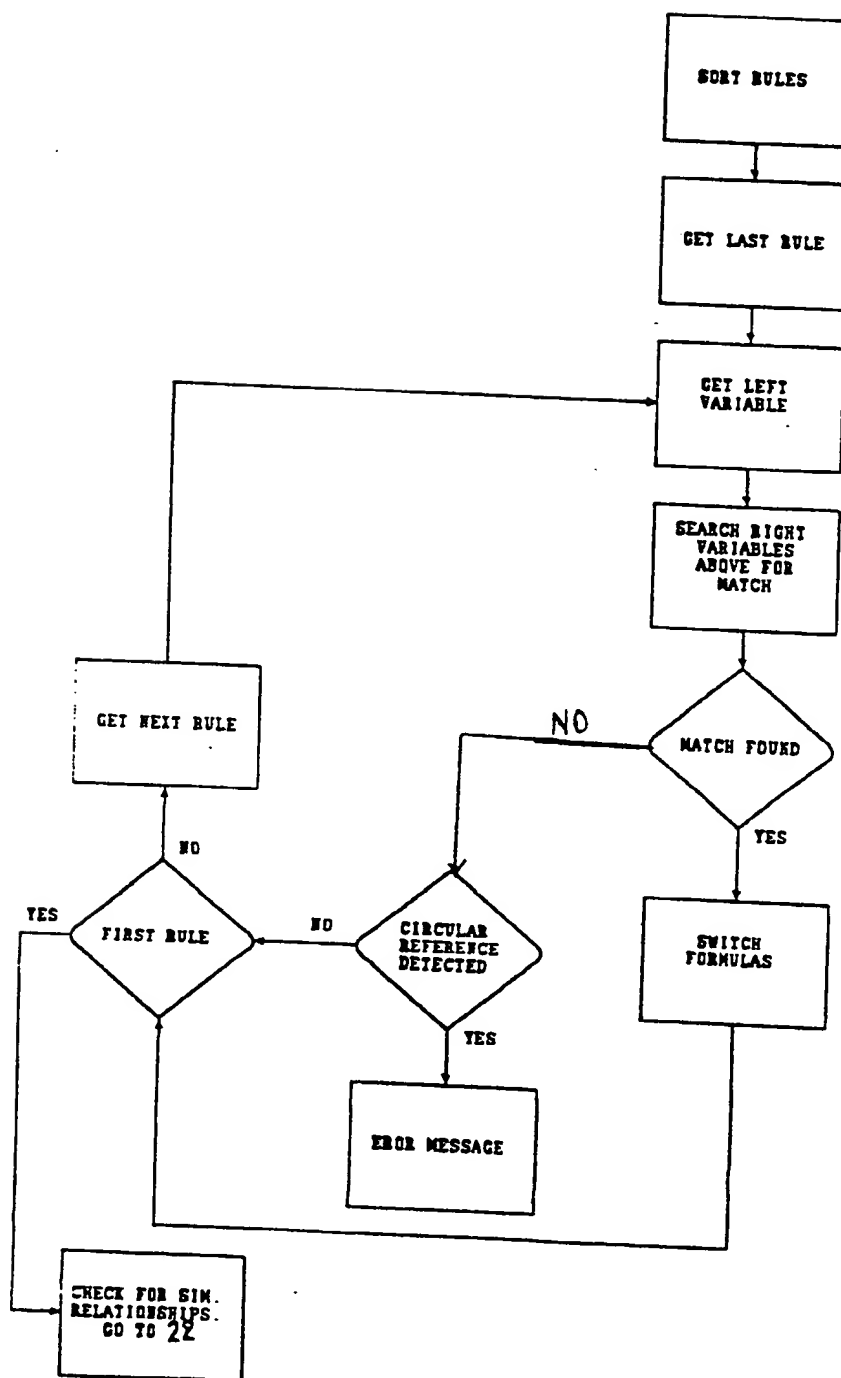 SORT RULES
GET LAST RULE
GET LEFT
VARIABLE
SEARCH RIGHT
VARIABLES
ABOVE FOR
MATCH
MATCH FOUND
NO
YES
GET NEXT RULE
NO
YES
FIRST RULE
NO
CIRCULAR
REFERENCE
DETECTED
YES
SWITCH
FORMULAS
EROR MESSAGE
CHECK FOR SIM.
RELATIONSHIPS.
GO TO 22